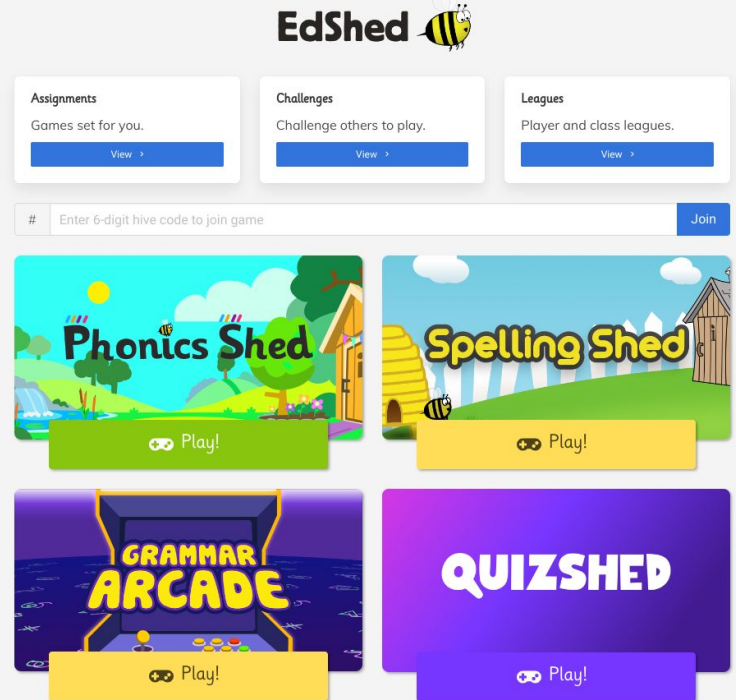 EdShed
Assignments
Games set for you.
View >
Challenges
Challenge others to play.
View >
Leagues
Player and class leagues.
View >
# Enter 6-digit hive code to join game
Join
Phonics Shed
Play!
Spelling Shed
Play!
GRAMMAR
ARCADE
Play!
QUIZSHED
Play!